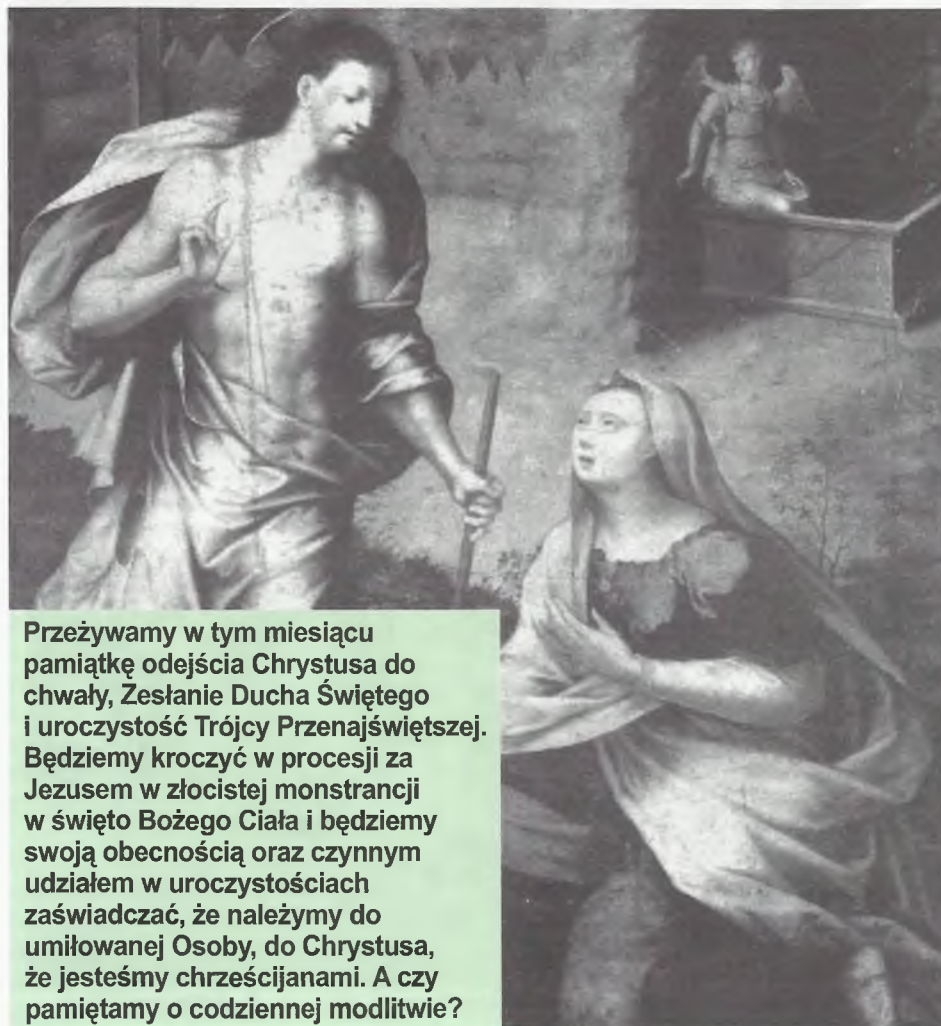 Przeżywamy w tym miesiącu
pamiątkę odejścia Chrystusa do
chwały, Zesłanie Ducha Świętego
i uroczystość Trójcy Przenajświętszej.
Będziemy kroczyć w procesji za
Jezusem w złocistej monstrancji
w święto Bożego Ciała i będziemy
swoją obecnością oraz czynnym
udziałem w uroczystościach
zaświadczać, że należymy do
umiłowanej Osoby, do Chrystusa,
że jesteśmy chrześcijanami. A czy
pamiętamy o codziennej modlitwie?